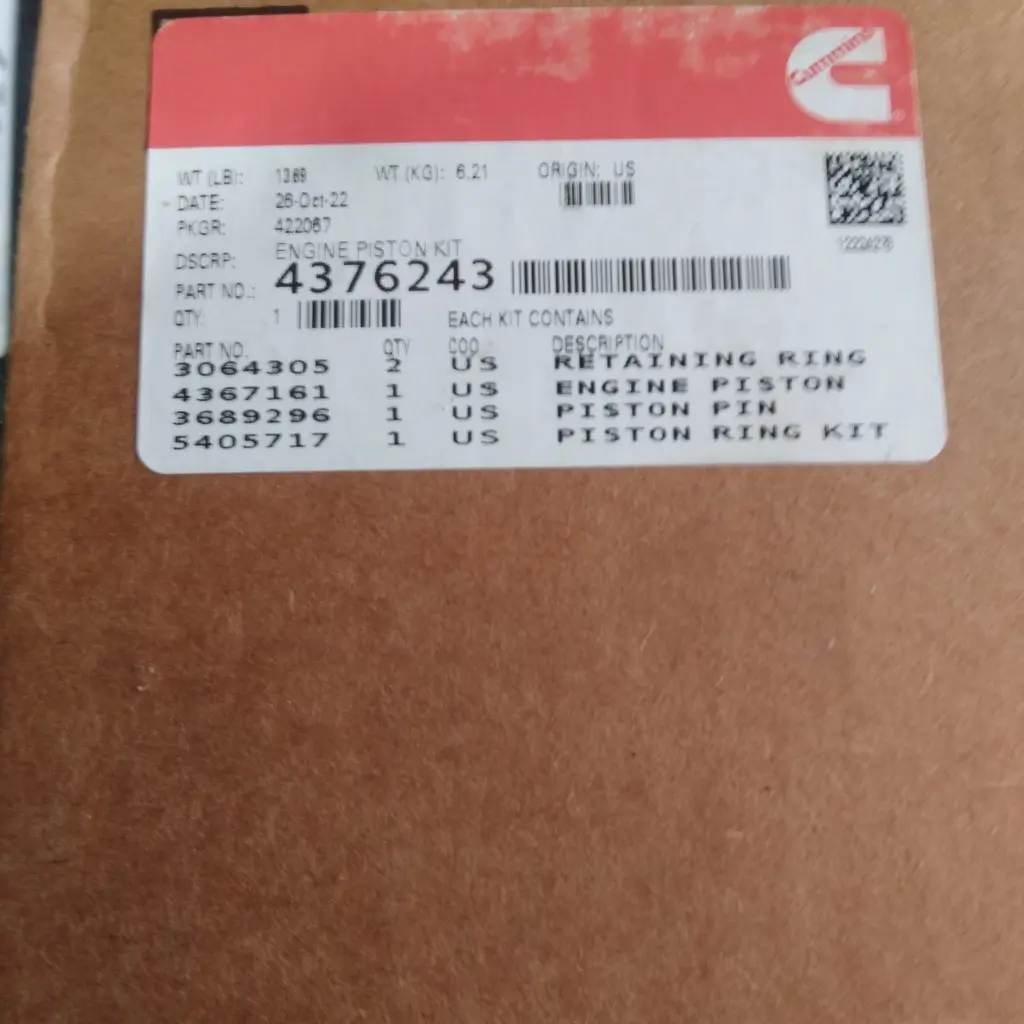 Cummins
WT (LB): 13.69 WT (KG): 6.21 ORIGIN: US
DATE: 26-Oct-22
PKGR: 422067
DSCRP: ENGINE PISTON KIT
PART NO.: 4376243
QTY: 1 EACH KIT CONTAINS
PART NO. QTY COO DESCRIPTION
3064305 2 US RETAINING RING
4367161 1 US ENGINE PISTON
3689296 1 US PISTON PIN
5405717 1 US PISTON RING KIT